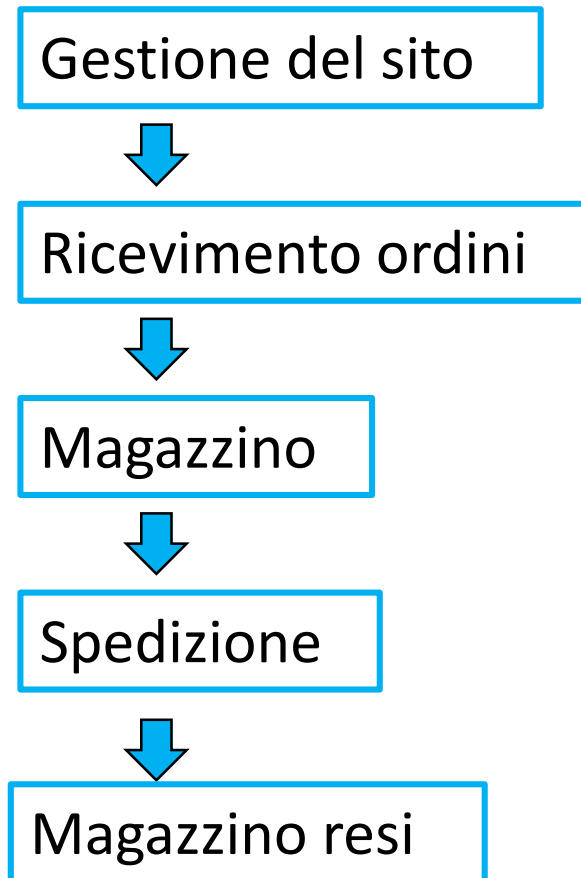 Gestione del sito
Ricevimento ordini
Magazzino
Spedizione
Magazzino resi